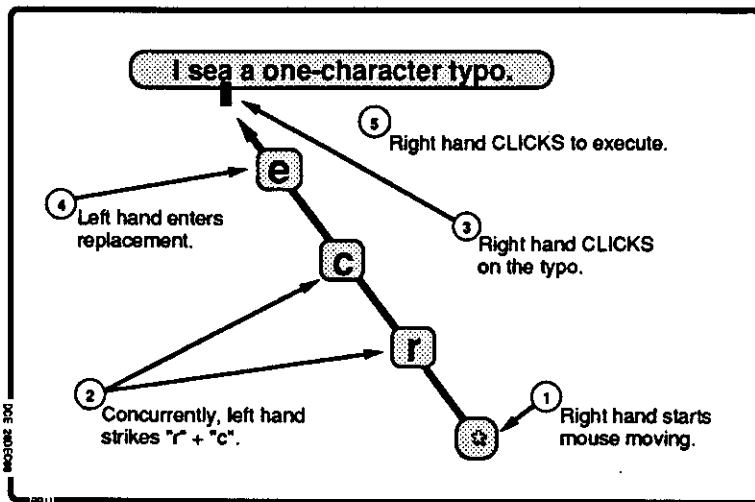 I sea a one-character typo.
5
Right hand CLICKS to execute.
e
4
Left hand enters
replacement.
3
Right hand CLICKS
on the typo.
c
r
2
Concurrently, left hand
strikes "r" + "c".
1
Right hand starts
mouse moving.